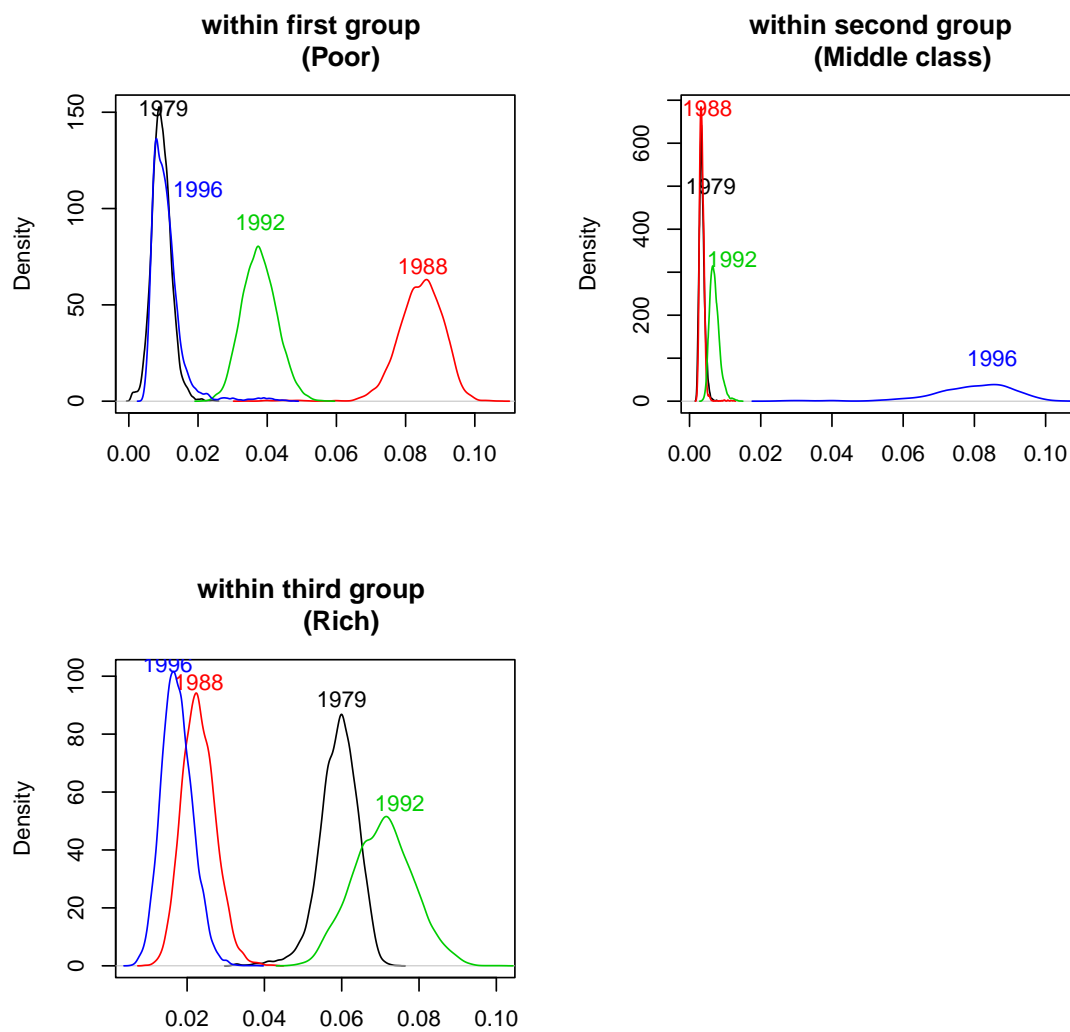 within first group
(Poor)
Density
0 50 100 150
1979
1996
1992
1988
0.00 0.02 0.04 0.06 0.08 0.10
within second group
(Middle class)
Density
0 200 400 600
1988
1979
1992
1996
0.00 0.02 0.04 0.06 0.08 0.10
within third group
(Rich)
Density
0 20 40 60 80 100
1996
1988
1979
1992
0.02 0.04 0.06 0.08 0.10